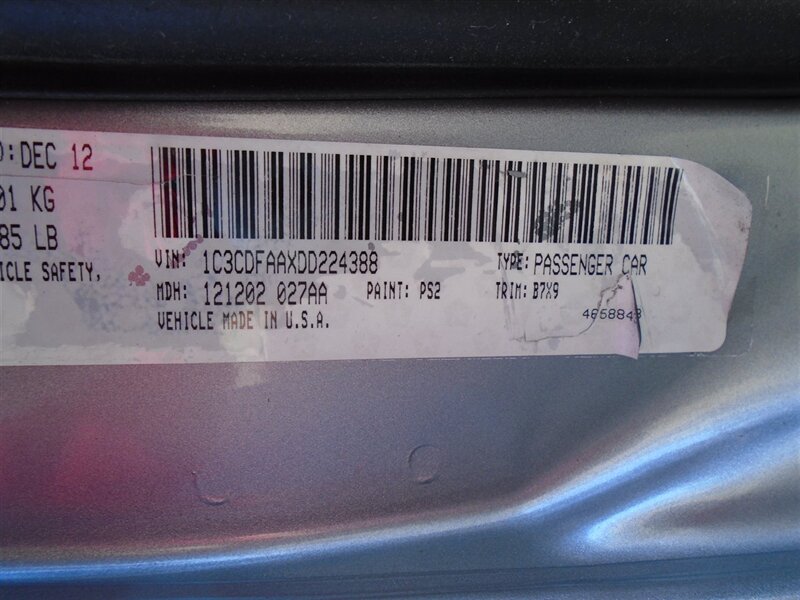 D: DEC 12
01 KG
85 LB
ICLE SAFETY,
VIN: 1C3CDFAAXDD224388 TYPE: PASSENGER CAR
MDH: 121202 027AA PAINT: PS2 TRIM: B7X9
VEHICLE MADE IN U.S.A. 4658843